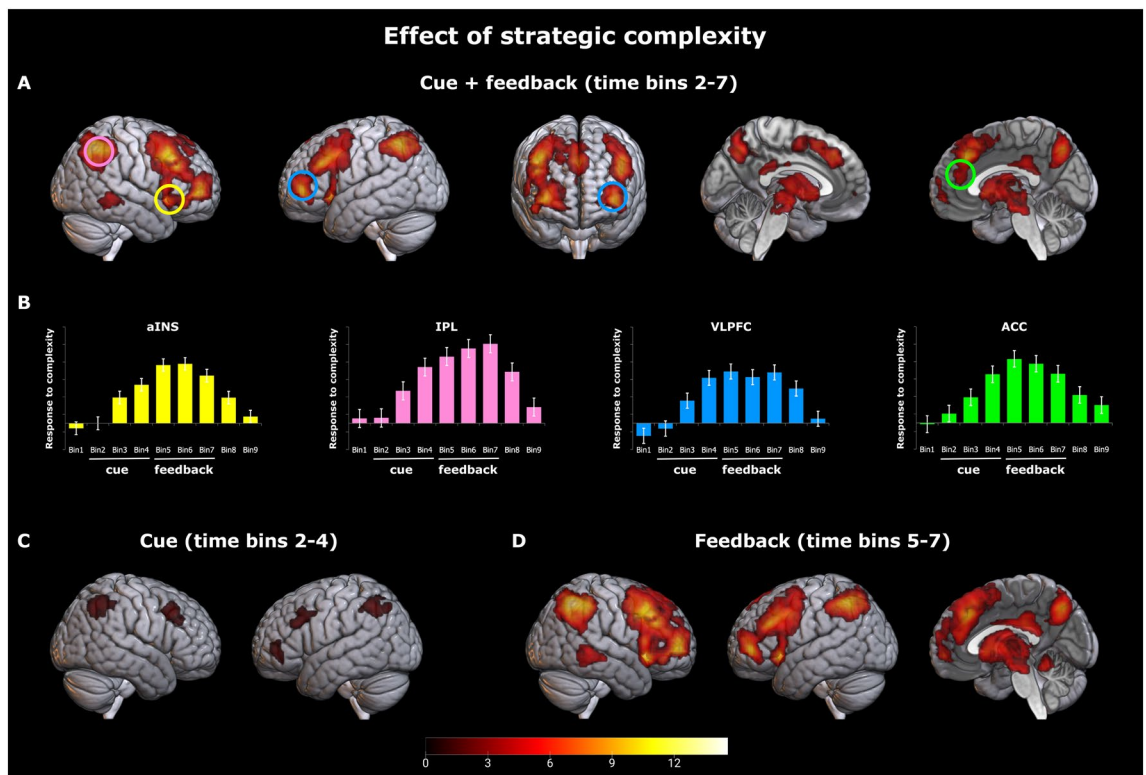 Effect of strategic complexity
A
Cue + feedback (time bins 2-7)
B
aINS
Response to complexity
Bin1 Bin2 Bin3 Bin4 Bin5 Bin6 Bin7 Bin8 Bin9
cue feedback
IPL
Response to complexity
Bin1 Bin2 Bin3 Bin4 Bin5 Bin6 Bin7 Bin8 Bin9
cue feedback
VLPFC
Response to complexity
Bin1 Bin2 Bin3 Bin4 Bin5 Bin6 Bin7 Bin8 Bin9
cue feedback
ACC
Response to complexity
Bin1 Bin2 Bin3 Bin4 Bin5 Bin6 Bin7 Bin8 Bin9
cue feedback
C
Cue (time bins 2-4)
D
Feedback (time bins 5-7)
0 3 6 9 12